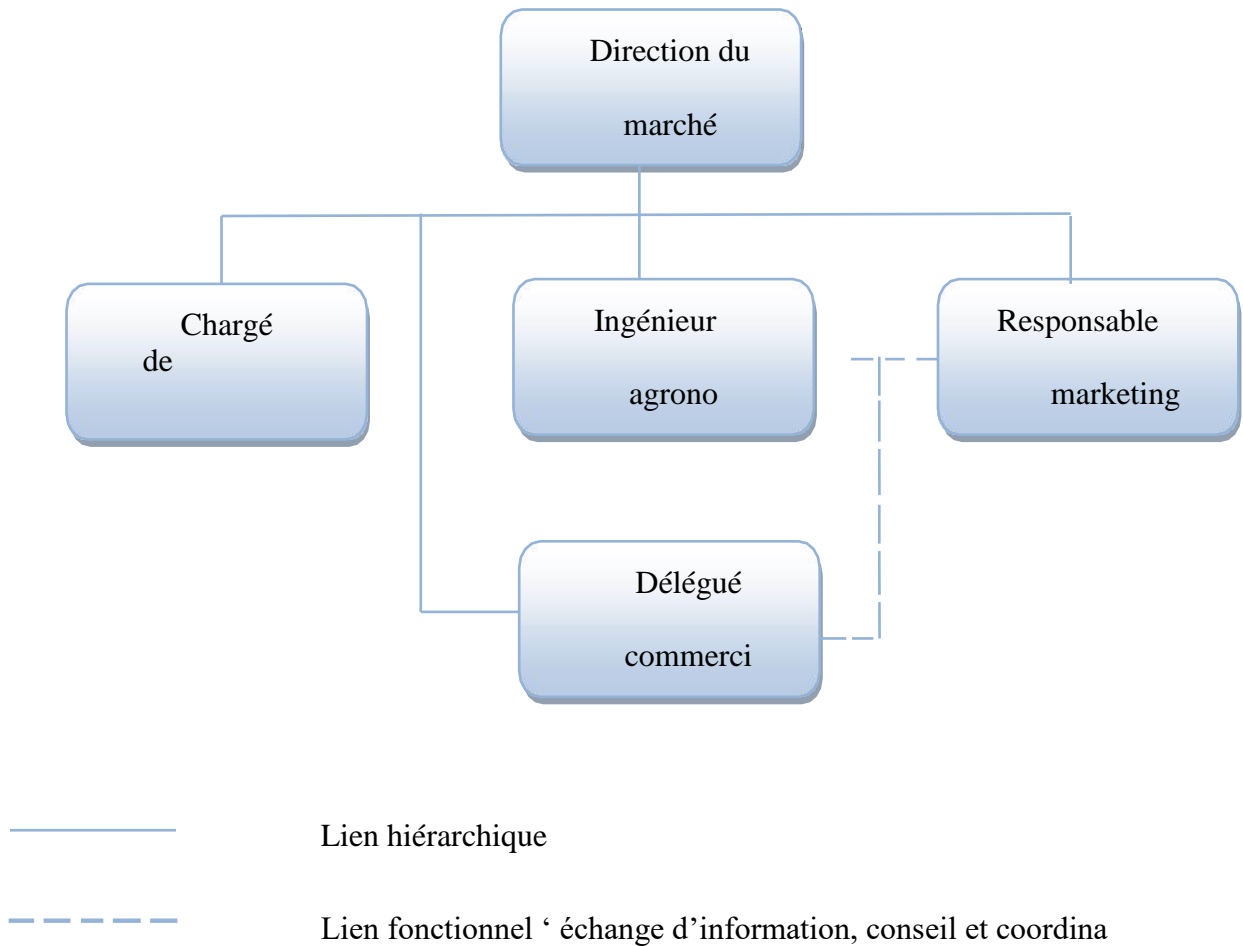 Direction du
marché
Chargé
de
Ingénieur
agrono
Responsable
marketing
Délégué
commerci
Lien hiérarchique
Lien fonctionnel ‘ échange d’information, conseil et coordina